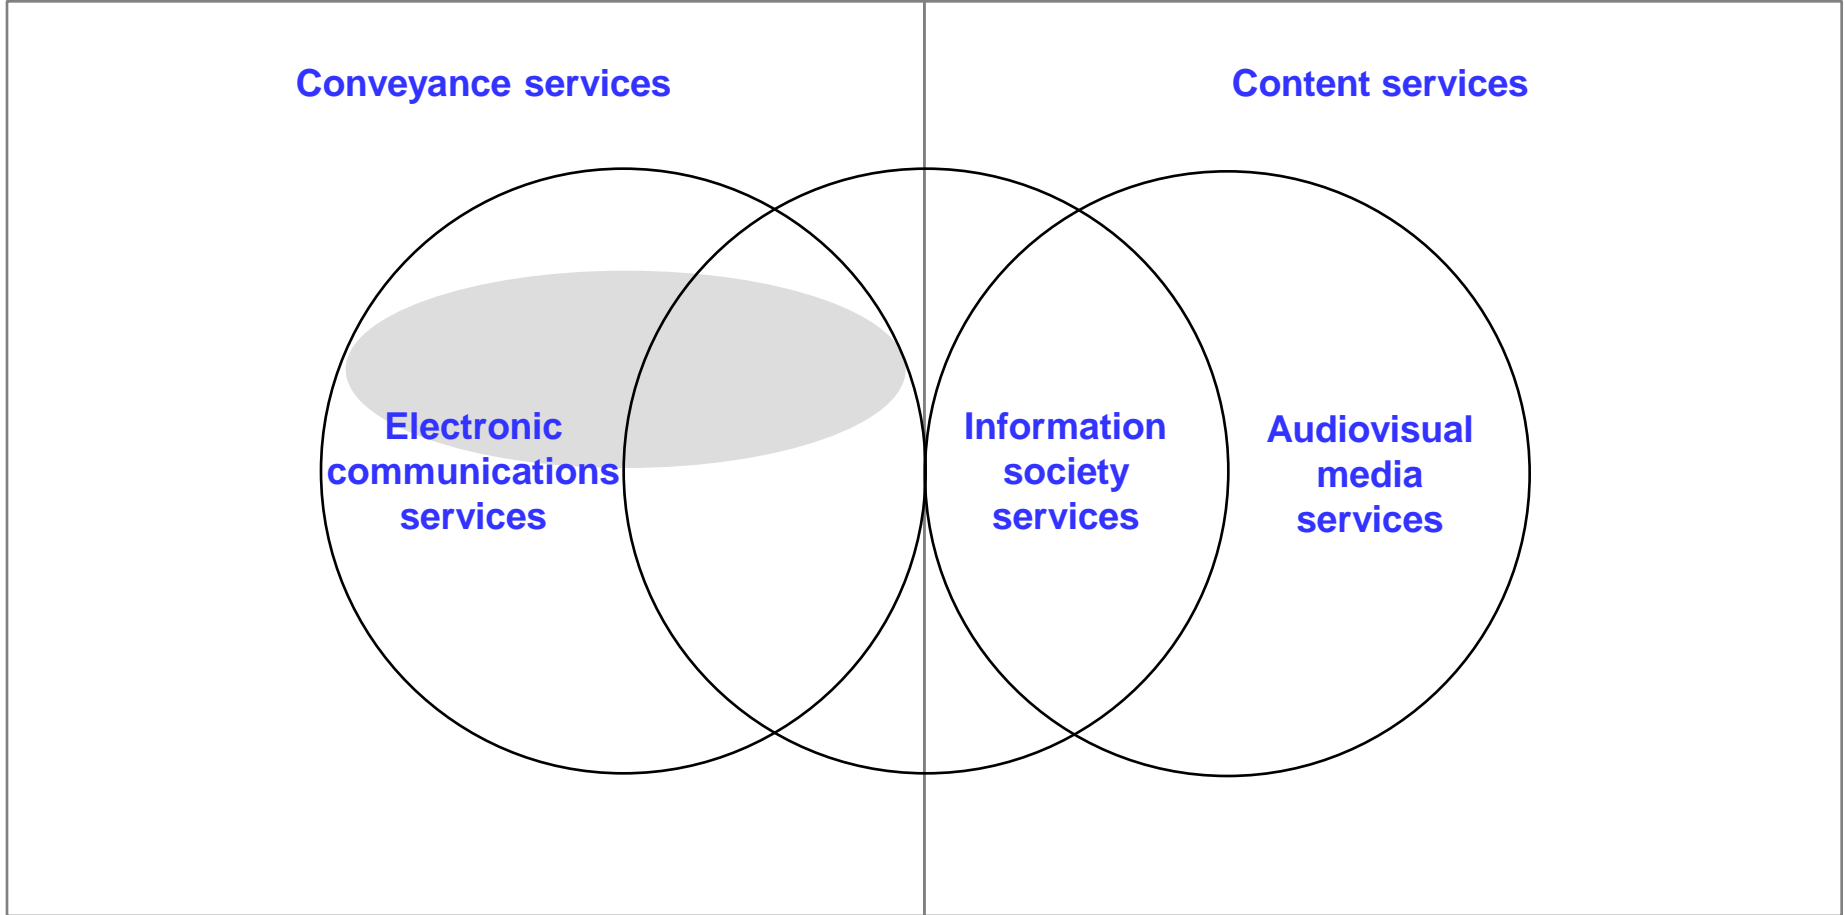 Conveyance services
Content services
Electronic
communications
services
Information
society
services
Audiovisual
media
services